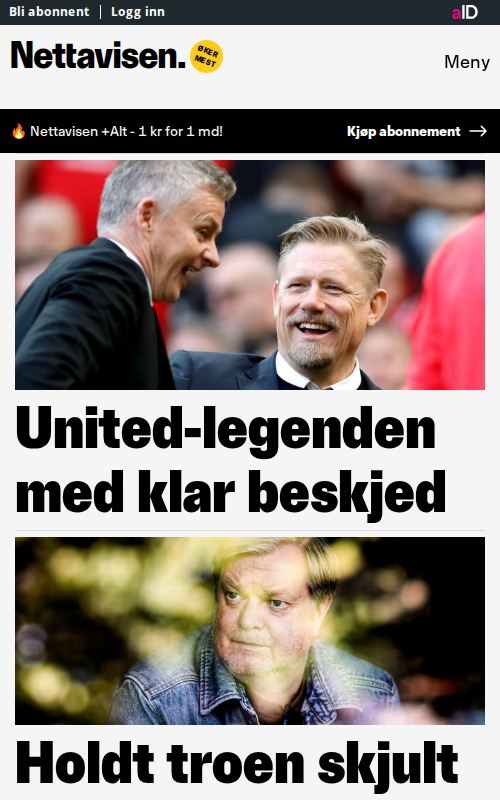 Bli abonnent | Logg inn
aID
Nettavisen.
ØKER
MEST
Meny
🔥 Nettavisen +Alt - 1 kr for 1 md!
Kjøp abonnement →
United-legenden
med klar beskjed
Holdt troen skjult